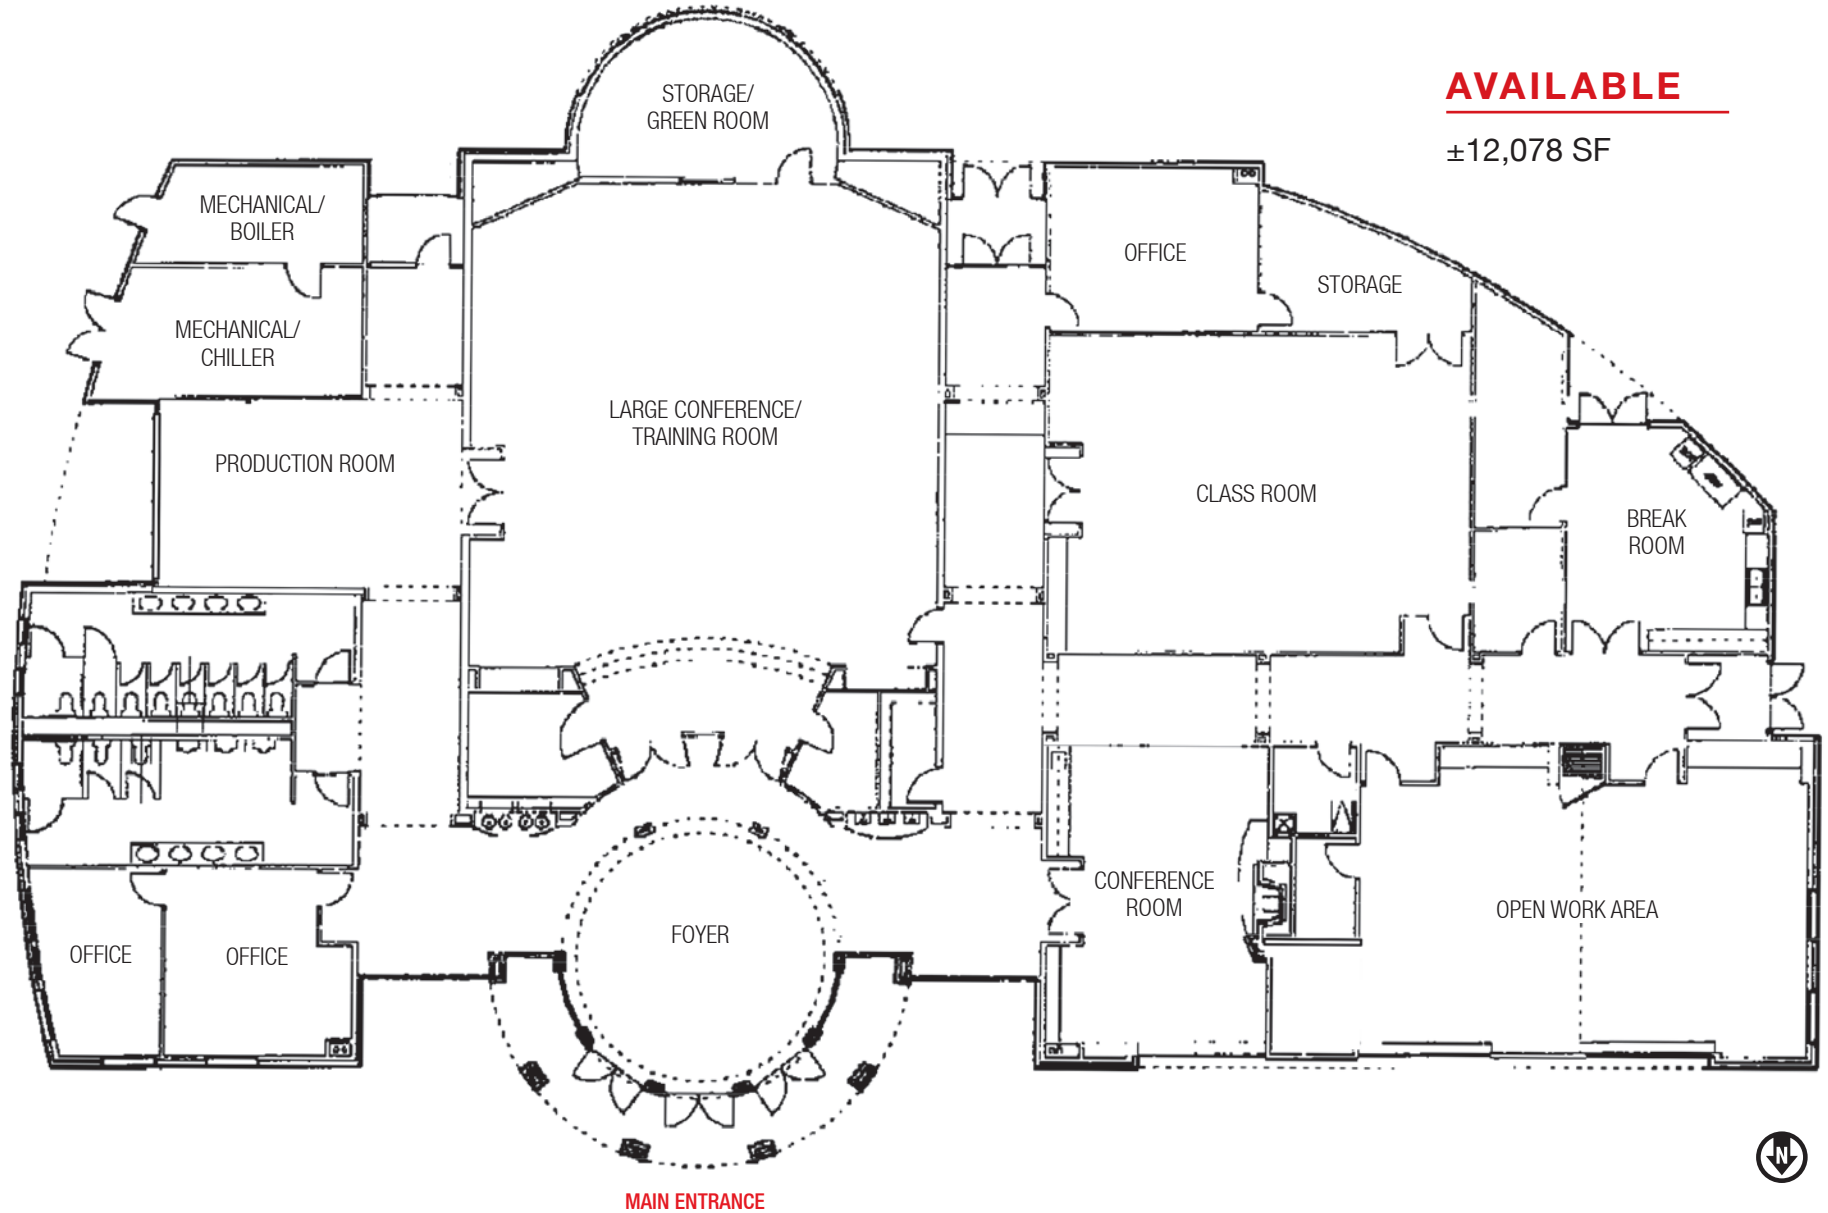 AVAILABLE
±12,078 SF
STORAGE/
GREEN ROOM
MECHANICAL/
BOILER
OFFICE
STORAGE
MECHANICAL/
CHILLER
LARGE CONFERENCE/
TRAINING ROOM
PRODUCTION ROOM
CLASS ROOM
BREAK
ROOM
CONFERENCE
ROOM
OPEN WORK AREA
FOYER
OFFICE
OFFICE
N
MAIN ENTRANCE